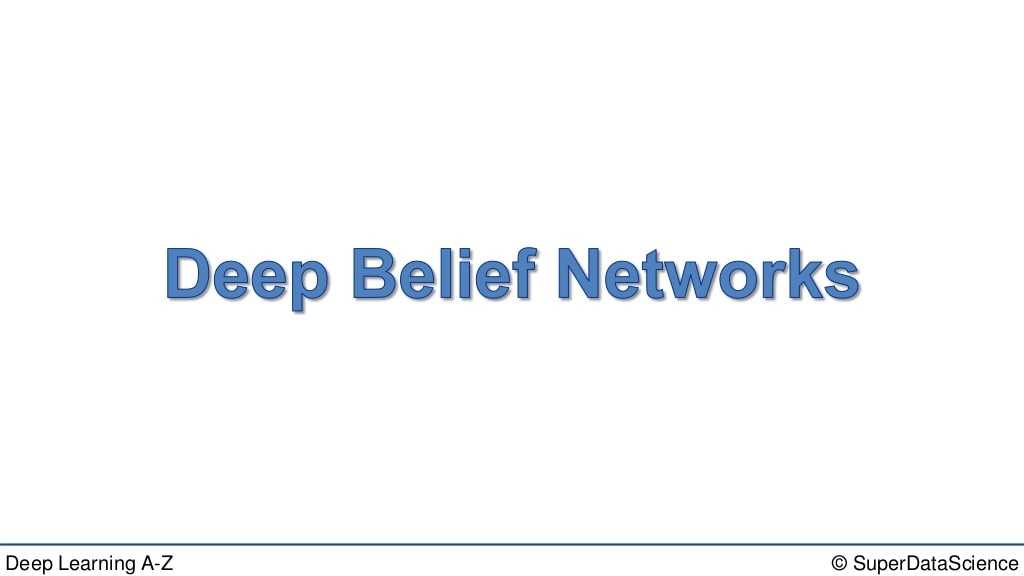 Deep Belief Networks
Deep Learning A-Z
© SuperDataScience